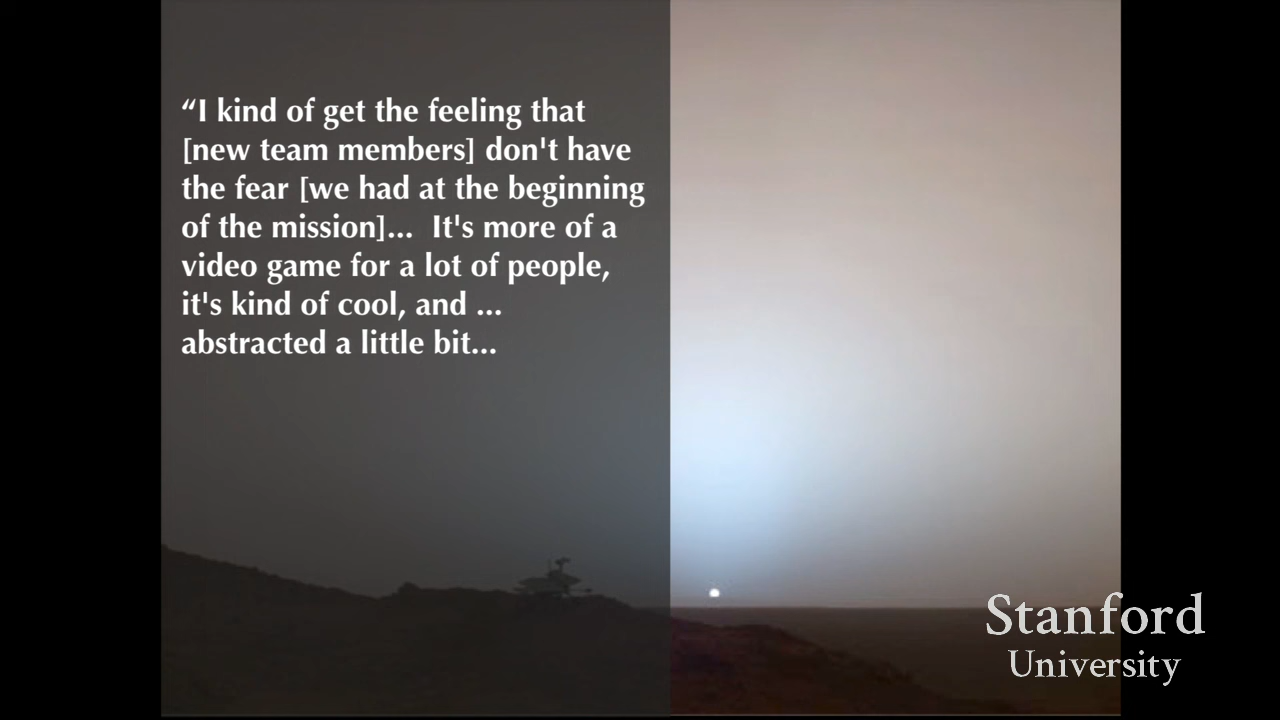 “I kind of get the feeling that
[new team members] don't have
the fear [we had at the beginning
of the mission]...  It's more of a
video game for a lot of people,
it's kind of cool, and ...
abstracted a little bit...
Stanford
University